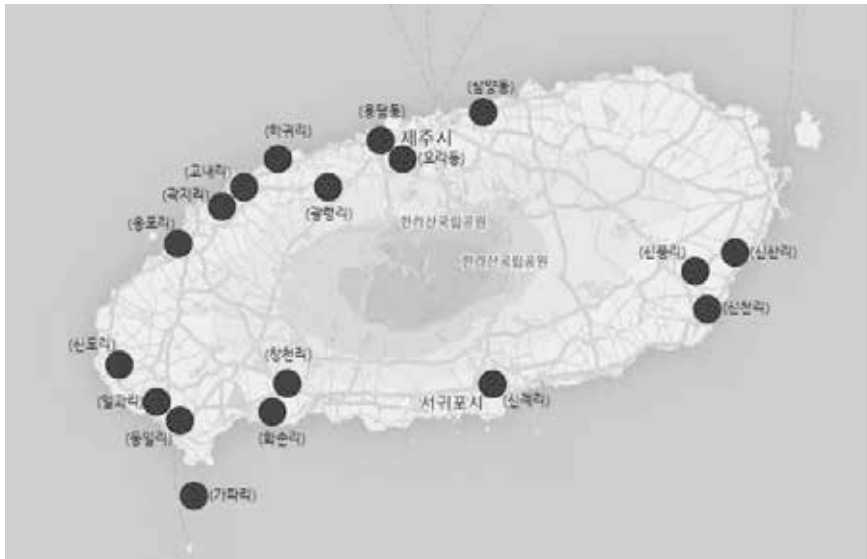 (삼양동)
(용담동)
제주시
(오라동)
(하귀리)
(고내리)
(곽지리)
(광령리)
(옹포리)
한라산국립공원
한라산국립공원
(신풍리)
(신산리)
(신천리)
(신도리)
(창천리)
(일과리)
서귀포시
(신례리)
(동일리)
(화순리)
(가파리)